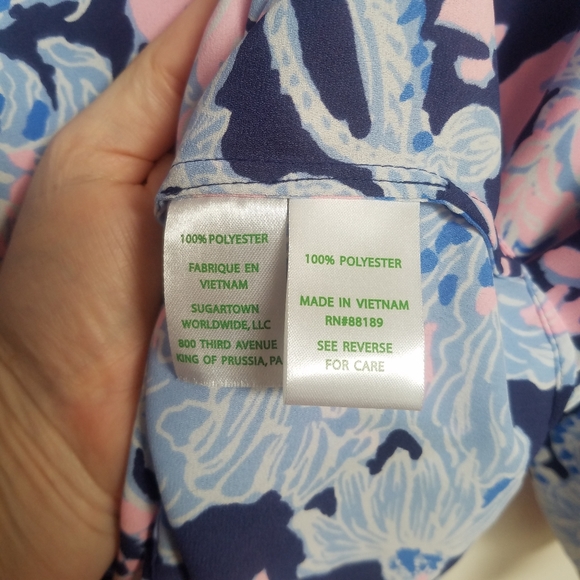 100% POLYESTER
FABRIQUE EN
VIETNAM
SUGARTOWN
WORLDWIDE, LLC
800 THIRD AVENUE
KING OF PRUSSIA, PA
100% POLYESTER
MADE IN VIETNAM
RN#88189
SEE REVERSE
FOR CARE